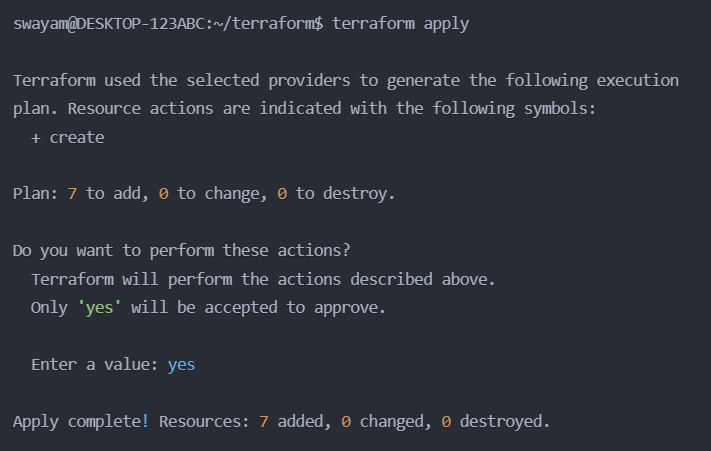 swayam@DESKTOP-123ABC:~/terraform$ terraform apply
Terraform used the selected providers to generate the following execution
plan. Resource actions are indicated with the following symbols:
+ create
Plan: 7 to add, 0 to change, 0 to destroy.
Do you want to perform these actions?
Terraform will perform the actions described above.
Only 'yes' will be accepted to approve.
Enter a value: yes
Apply complete! Resources: 7 added, 0 changed, 0 destroyed.